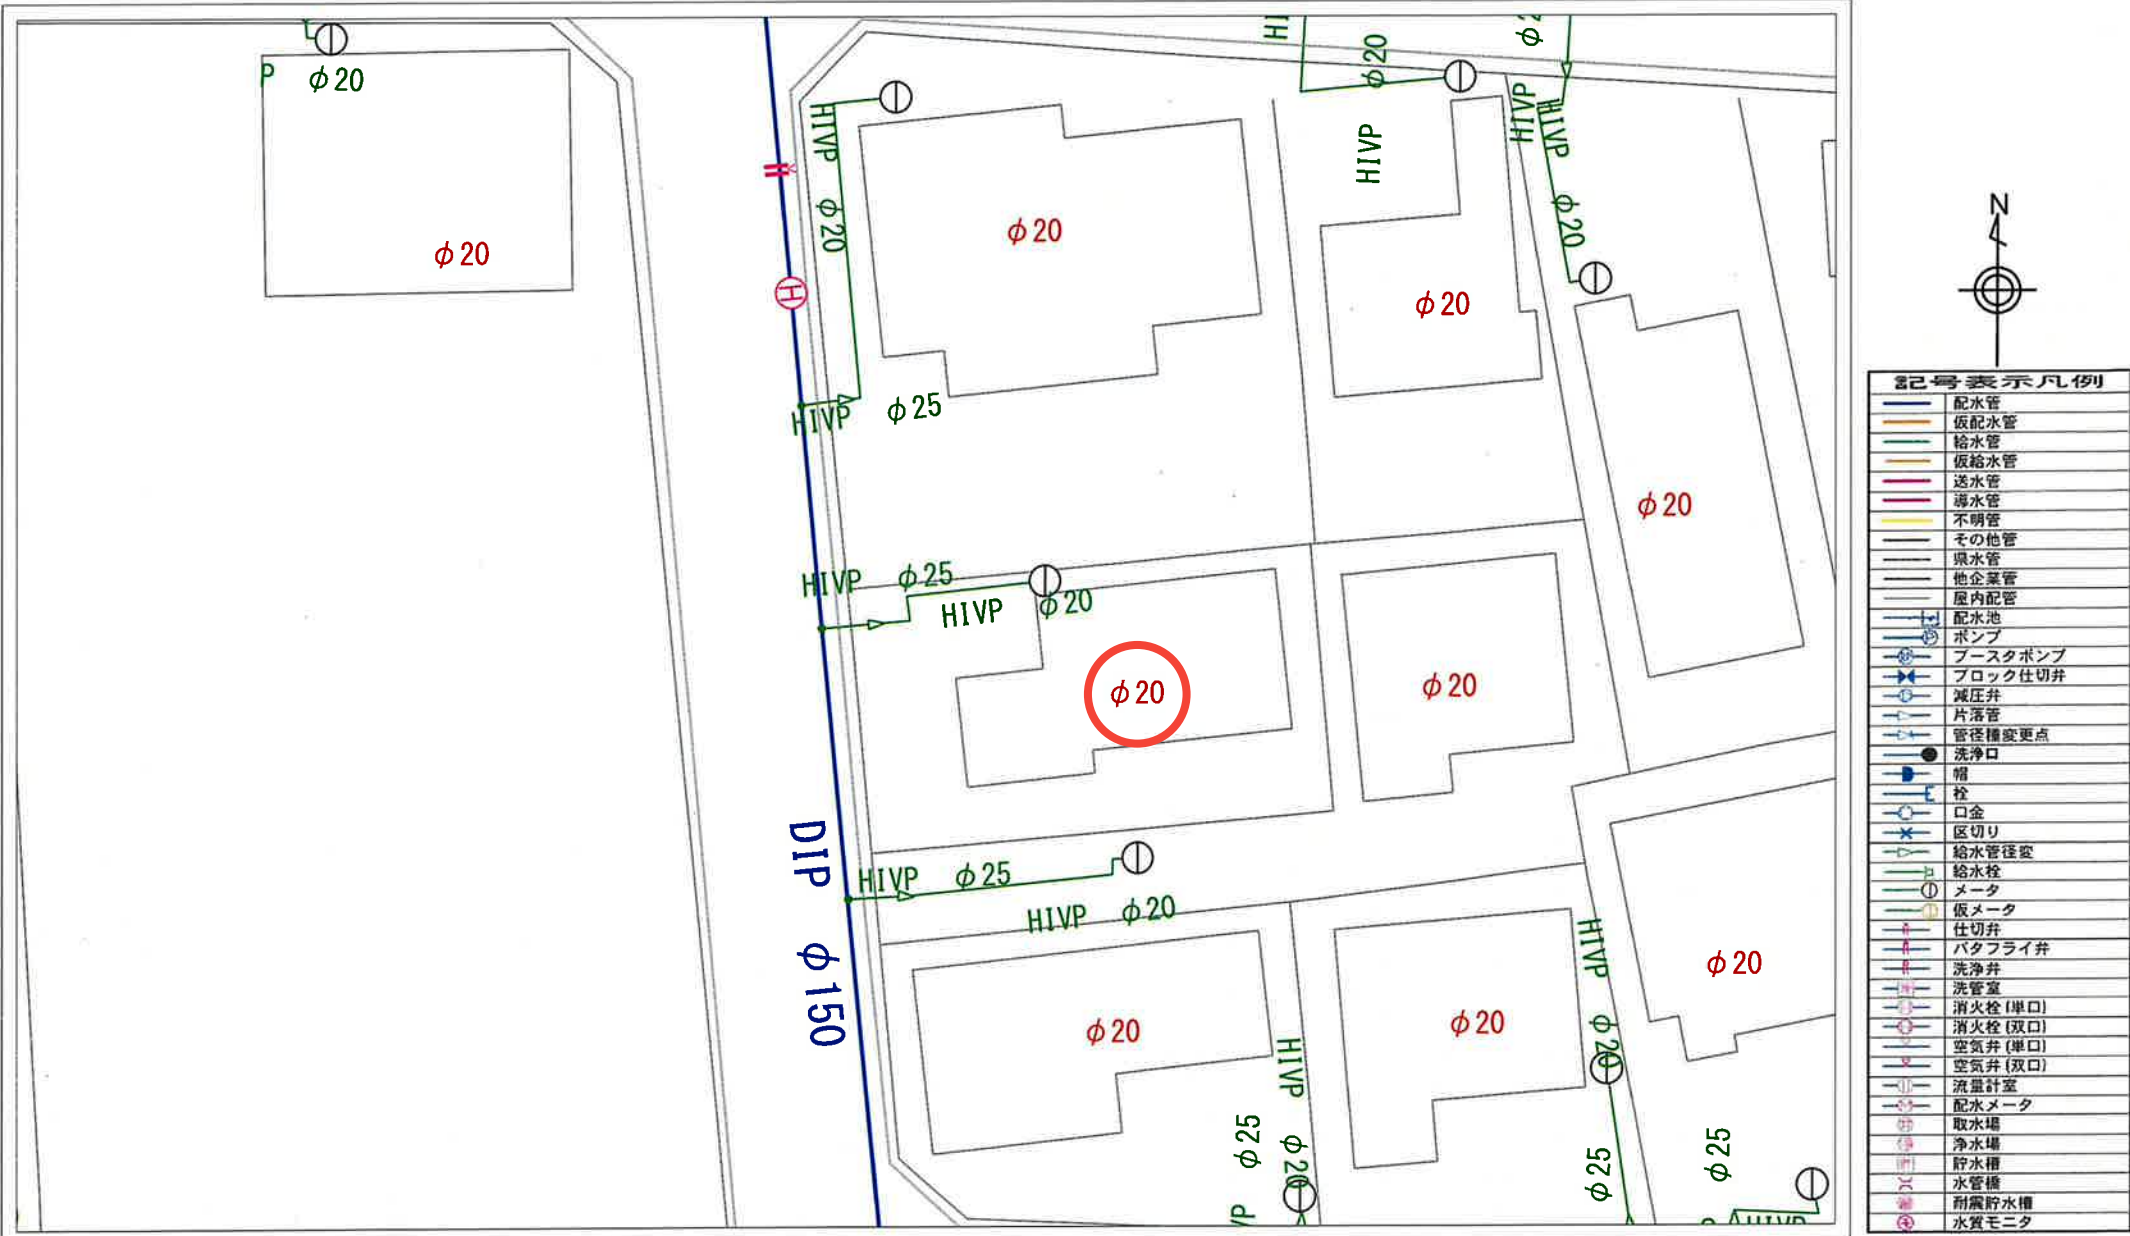 P φ20
φ20
HIVP φ20
φ20
HIVP φ25
HI
φ20
HIVP
φ20
φ2
HIVP
HIVP φ20
φ20
HIVP φ25
HIVP φ20
φ20
φ20
DIP φ150
HIVP φ25
HIVP φ20
φ20
φ20
HIVP φ20
φ20
HIVP φ20
φ25
VP
φ25
φ25
HIVP
N
記号表示凡例
配水管
仮配水管
給水管
仮給水管
送水管
導水管
不明管
その他管
県水管
他企業管
屋内配管
配水池
ポンプ
ブースタポンプ
ブロック仕切弁
減圧弁
片落管
管径種変更点
洗浄口
帽
栓
口金
区切り
給水管径変
給水栓
メータ
仮メータ
仕切弁
バタフライ弁
洗浄弁
洗管室
消火栓(単口)
消火栓(双口)
空気弁(単口)
空気弁(双口)
流量計室
配水メータ
取水場
浄水場
貯水槽
水管橋
耐震貯水槽
水質モニタ
H